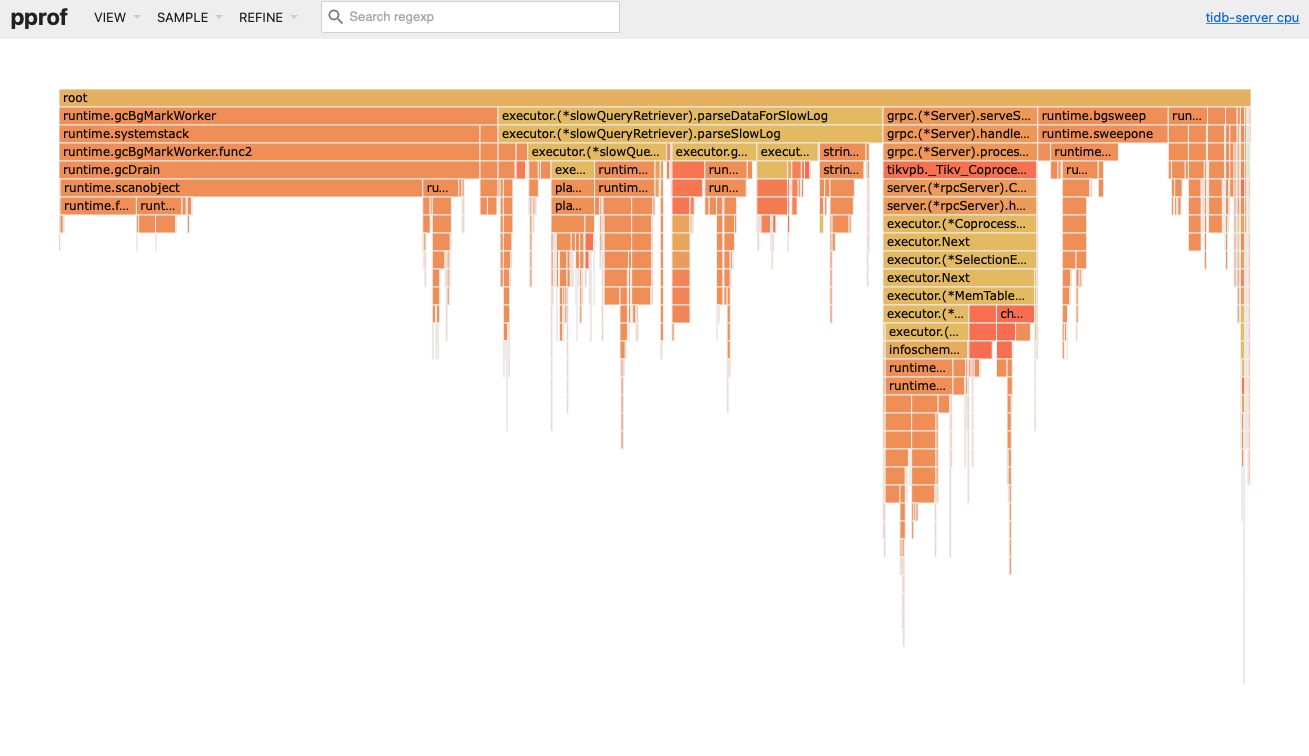 pprof VIEW SAMPLE REFINE Search regexp tidb-server cpu
root
runtime.gcBgMarkWorker executor.(*slowQueryRetriever).parseDataForSlowLog grpc.(*Server).serveS... runtime.bgsweep run...
runtime.systemstack executor.(*slowQueryRetriever).parseSlowLog grpc.(*Server).handle... runtime.sweepone
runtime.gcBgMarkWorker.func2 executor.(*slowQue... executor.g... execut... strin... grpc.(*Server).proces... runtime...
runtime.gcDrain exe... runtim... run... strin... tikvpb._Tikv_Coproce... ru...
runtime.scanobject ru... pla... runtim... run... server.(*rpcServer).C...
runtime.f... runt... pla... server.(*rpcServer).h...
executor.(*Coprocess...
executor.Next
executor.(*SelectionE...
executor.Next
executor.(*MemTable...
executor.(*... ch...
executor.(...
infoschem...
runtime...
runtime...